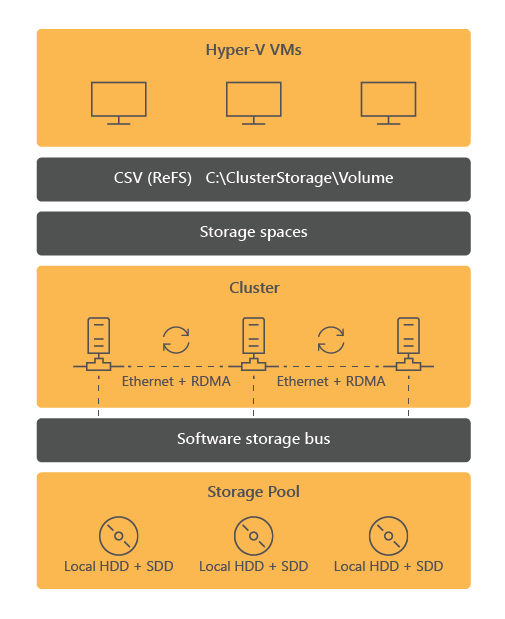 Hyper-V VMs
CSV (ReFS) C:\ClusterStorage\Volume
Storage spaces
Cluster
Ethernet + RDMA Ethernet + RDMA
Software storage bus
Storage Pool
Local HDD + SDD Local HDD + SDD Local HDD + SDD